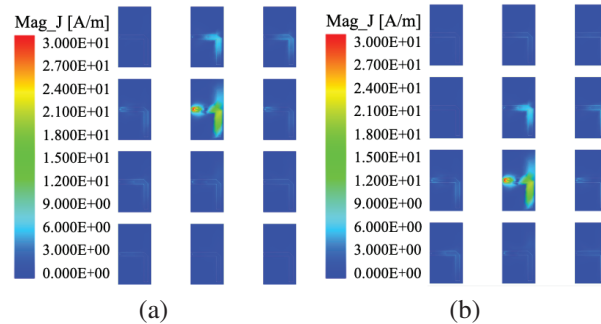 Mag_J [A/m]
3.000E+01
2.700E+01
2.400E+01
2.100E+01
1.800E+01
1.500E+01
1.200E+01
9.000E+00
6.000E+00
3.000E+00
0.000E+00
(a)
Mag_J [A/m]
3.000E+01
2.700E+01
2.400E+01
2.100E+01
1.800E+01
1.500E+01
1.200E+01
9.000E+00
6.000E+00
3.000E+00
0.000E+00
(b)